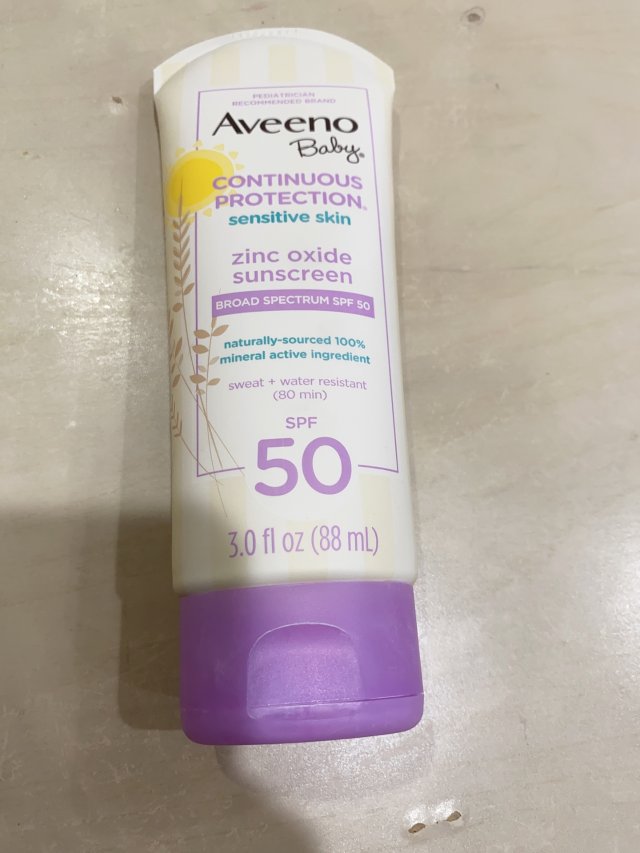 PEDIATRICIAN
RECOMMENDED BRAND
Aveeno
Baby®
CONTINUOUS
PROTECTION®
sensitive skin
zinc oxide
sunscreen
BROAD SPECTRUM SPF 50
naturally-sourced 100%
mineral active ingredient
sweat + water resistant
(80 min)
SPF
50
3.0 fl oz (88 mL)